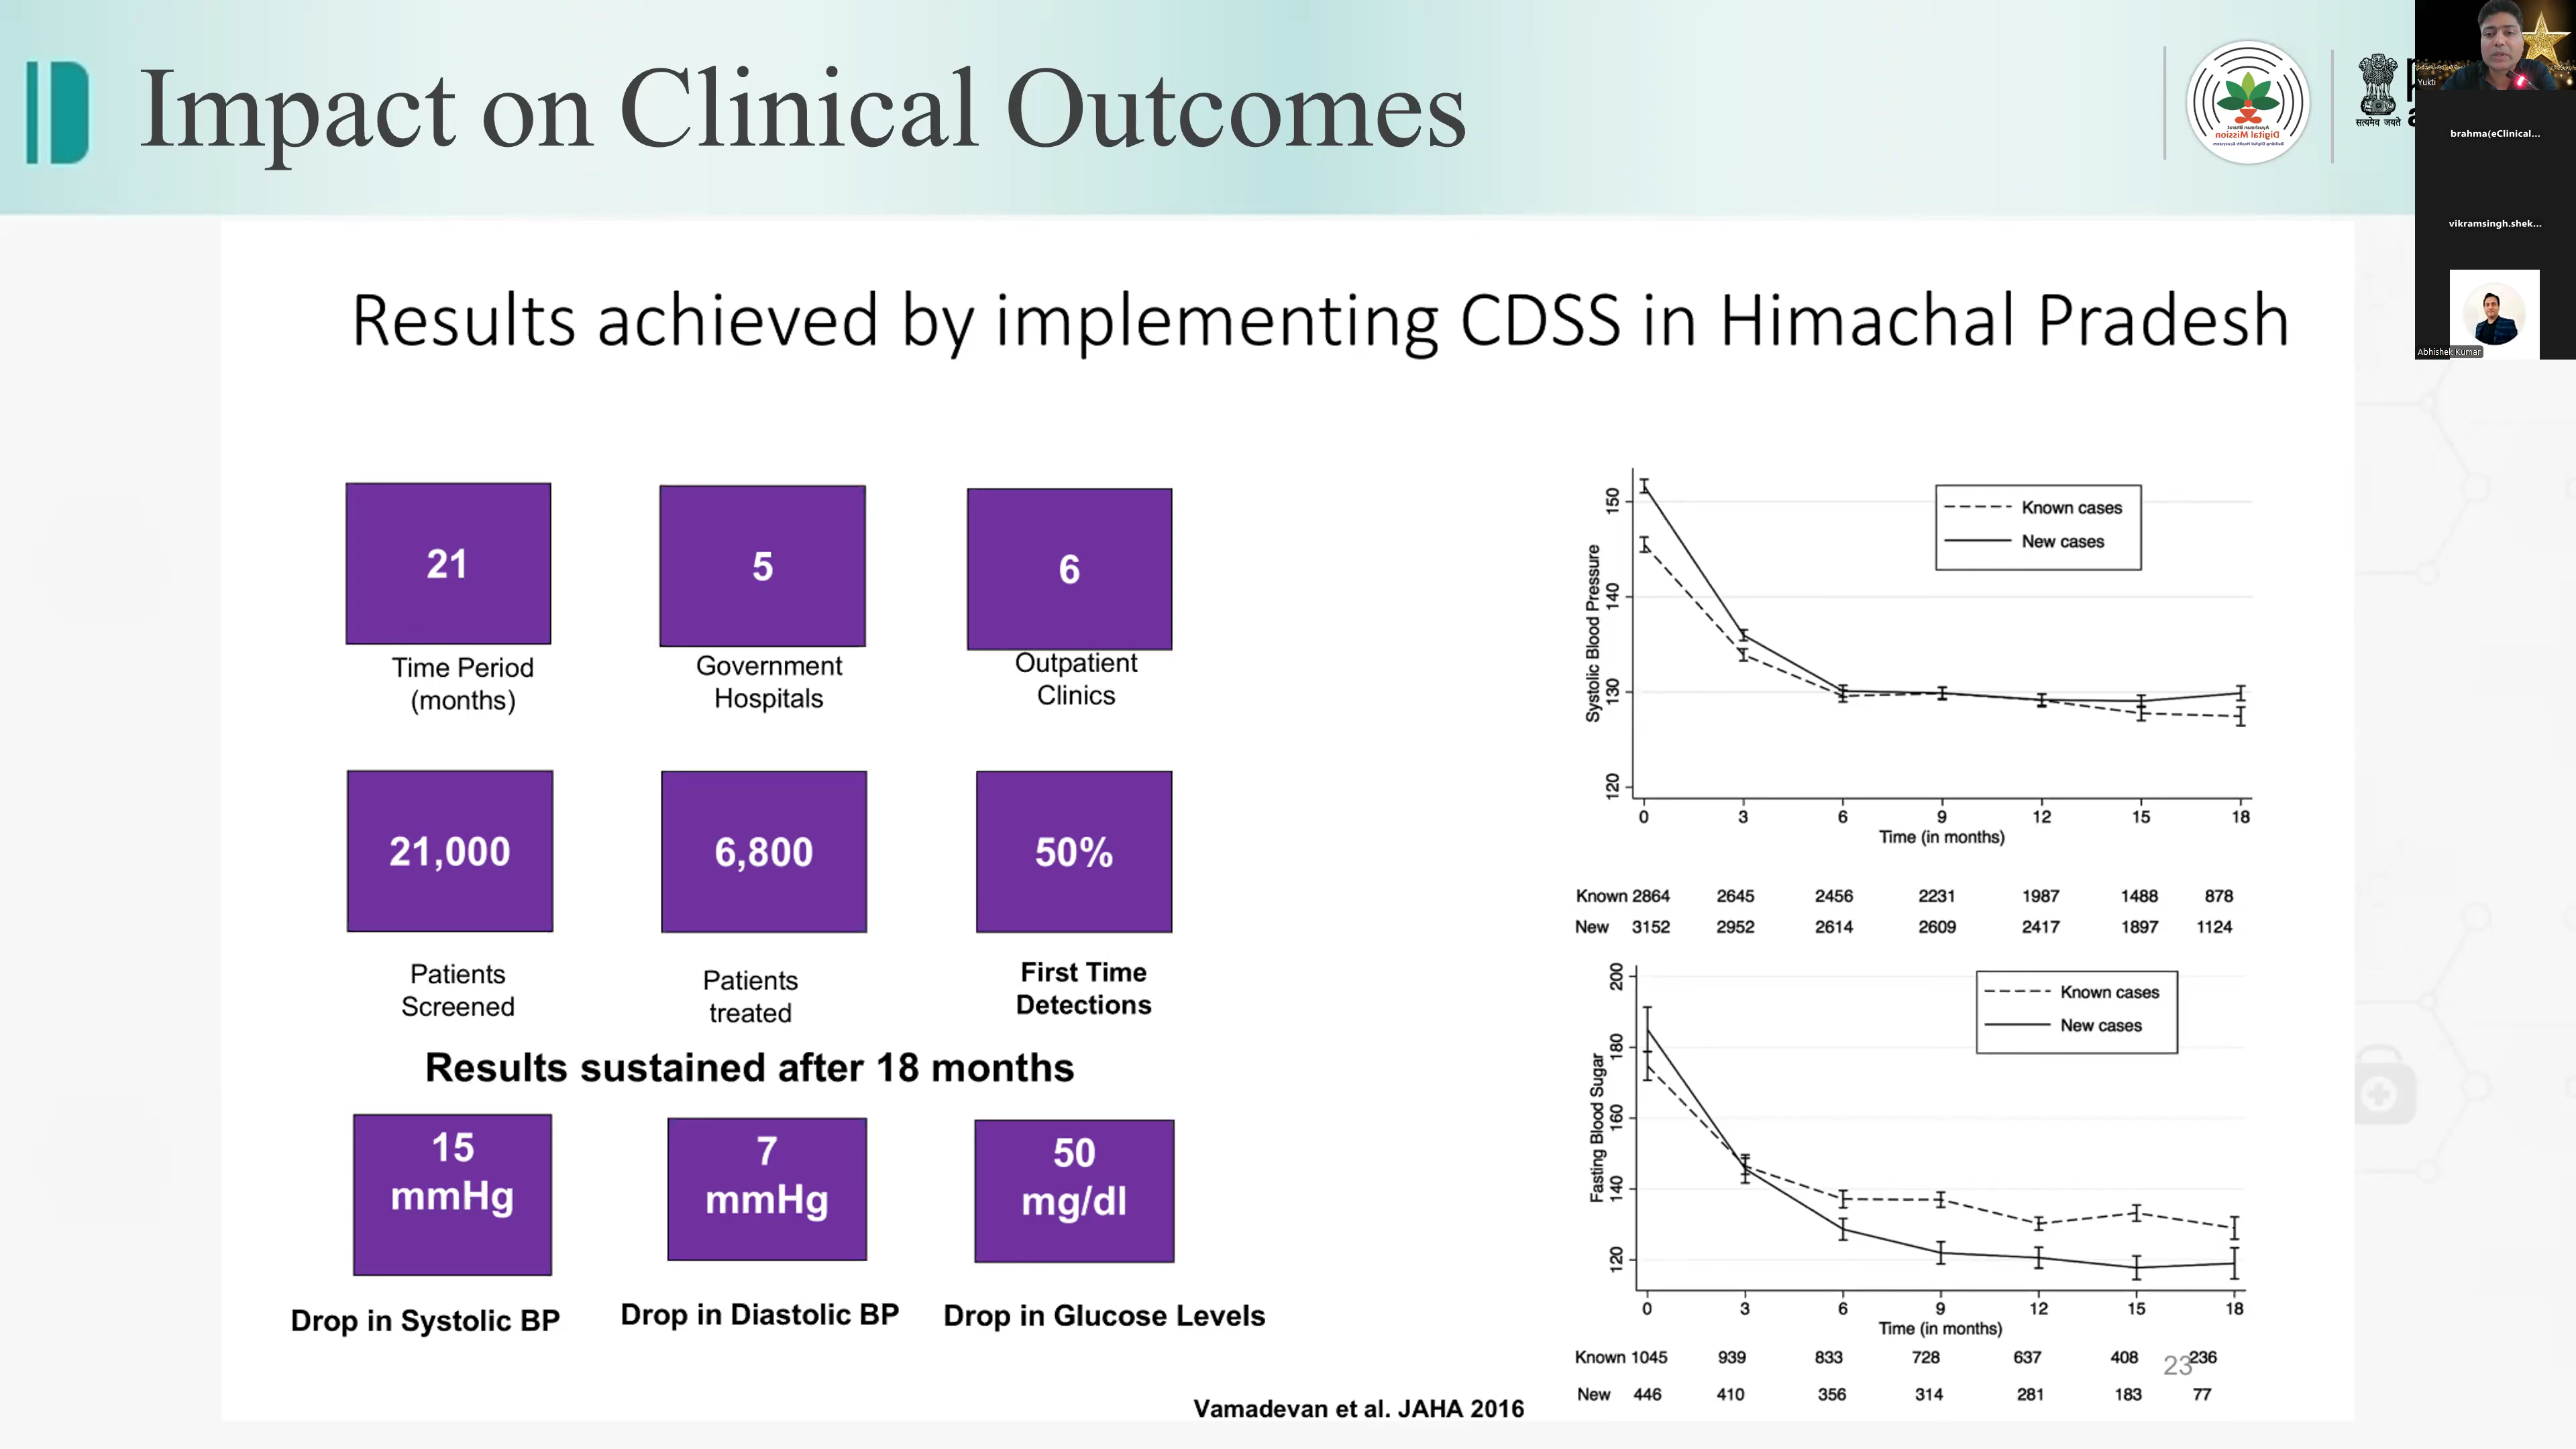 Impact on Clinical Outcomes
सत्यमेव जयते
Digital Mission
Yukti
brahma(eClinical...
vikramsingh.shek...
Abhishek Kumar
Results achieved by implementing CDSS in Himachal Pradesh
21
Time Period
(months)
5
Government
Hospitals
6
Outpatient
Clinics
21,000
Patients
Screened
6,800
Patients
treated
50%
First Time
Detections
Results sustained after 18 months
15
mmHg
Drop in Systolic BP
7
mmHg
Drop in Diastolic BP
50
mg/dl
Drop in Glucose Levels
Vamadevan et al. JAHA 2016
Systolic Blood Pressure
150
140
130
120
Known cases
New cases
0 3 6 9 12 15 18
Time (in months)
Known 2864 2645 2456 2231 1987 1488 878
New 3152 2952 2614 2609 2417 1897 1124
Fasting Blood Sugar
200
180
160
140
120
Known cases
New cases
0 3 6 9 12 15 18
Time (in months)
Known 1045 939 833 728 637 408 236
New 446 410 356 314 281 183 77
23